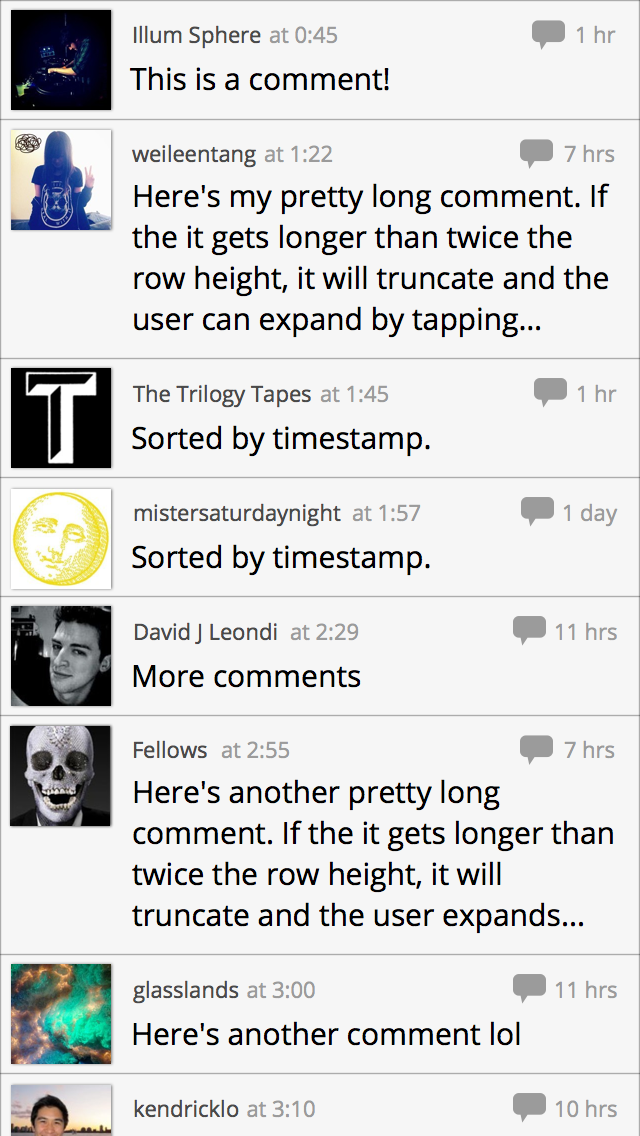 Illum Sphere at 0:45 1 hr
This is a comment!
weileentang at 1:22 7 hrs
Here's my pretty long comment. If
the it gets longer than twice the
row height, it will truncate and the
user can expand by tapping...
The Trilogy Tapes at 1:45 1 hr
T
Sorted by timestamp.
mistersaturdaynight at 1:57 1 day
Sorted by timestamp.
David J Leondi at 2:29 11 hrs
More comments
Fellows at 2:55 7 hrs
Here's another pretty long
comment. If the it gets longer than
twice the row height, it will
truncate and the user expands...
glasslands at 3:00 11 hrs
Here's another comment lol
kendricklo at 3:10 10 hrs